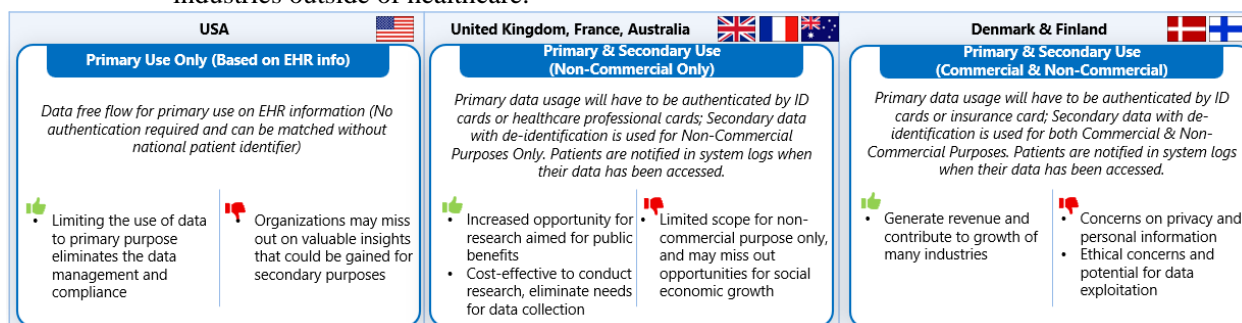 industries outside of healthcare.
USA
Primary Use Only (Based on EHR info)
Data free flow for primary use on EHR information (No
authentication required and can be matched without
national patient identifier)
• Limiting the use of data
to primary purpose
eliminates the data
management and
compliance
• Organizations may miss
out on valuable insights
that could be gained for
secondary purposes
United Kingdom, France, Australia
Primary & Secondary Use
(Non-Commercial Only)
Primary data usage will have to be authenticated by ID
cards or healthcare professional cards; Secondary data
with de-identification is used for Non-Commercial
Purposes Only. Patients are notified in system logs when
their data has been accessed.
• Increased opportunity for
research aimed for public
benefits
• Cost-effective to conduct
research, eliminate needs
for data collection
• Limited scope for non-
commercial purpose only,
and may miss out
opportunities for social
economic growth
Denmark & Finland
Primary & Secondary Use
(Commercial & Non-Commercial)
Primary data usage will have to be authenticated by ID
cards or insurance card; Secondary data with de-
identification is used for both Commercial & Non-
Commercial Purposes. Patients are notified in system logs
when their data has been accessed.
• Generate revenue and
contribute to growth of
many industries
• Concerns on privacy and
personal information
• Ethical concerns and
potential for data
exploitation